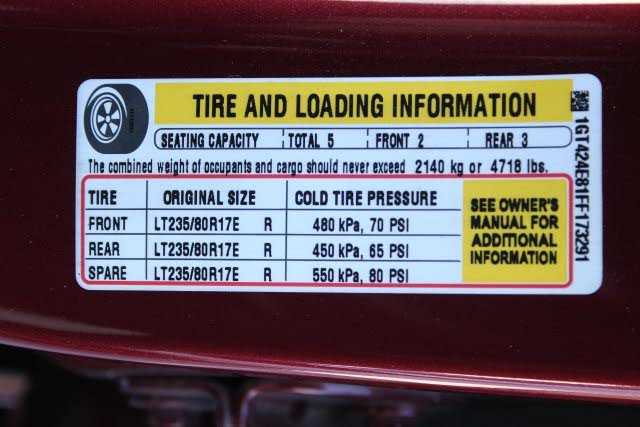 TIRE AND LOADING INFORMATION
SEATING CAPACITY TOTAL 5 FRONT 2 REAR 3
The combined weight of occupants and cargo should never exceed 2140 kg or 4718 lbs.
TIRE ORIGINAL SIZE COLD TIRE PRESSURE
FRONT LT235/80R17E R 480 kPa, 70 PSI
REAR LT235/80R17E R 450 kPa, 65 PSI
SPARE LT235/80R17E R 550 kPa, 80 PSI
SEE OWNER'S
MANUAL FOR
ADDITIONAL
INFORMATION
1GT424E81FF173291